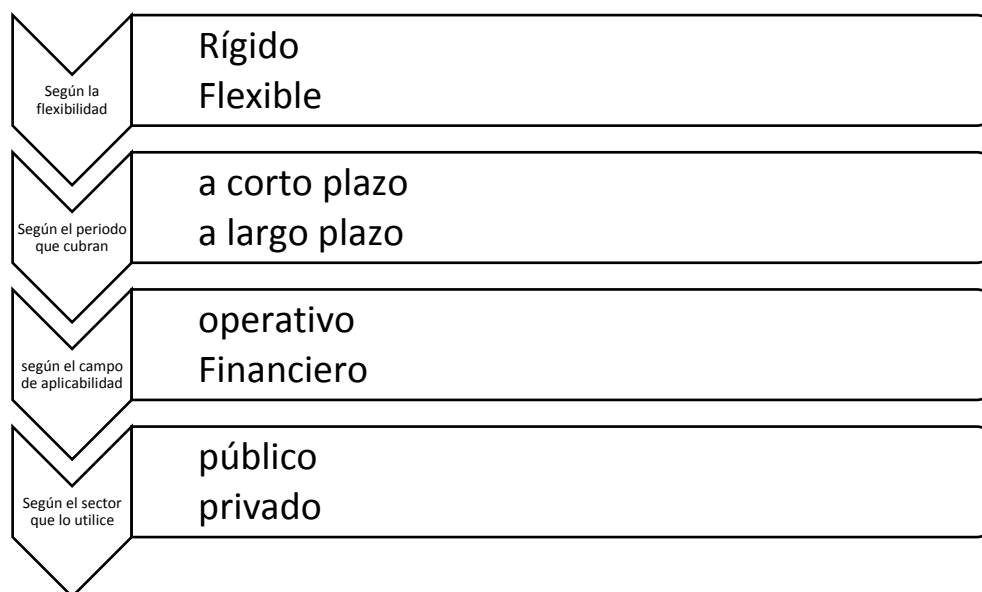 Según la
flexibilidad
Rígido
Flexible
Según el periodo
que cubran
a corto plazo
a largo plazo
según el campo
de aplicabilidad
operativo
Financiero
Según el sector
que lo utilice
público
privado